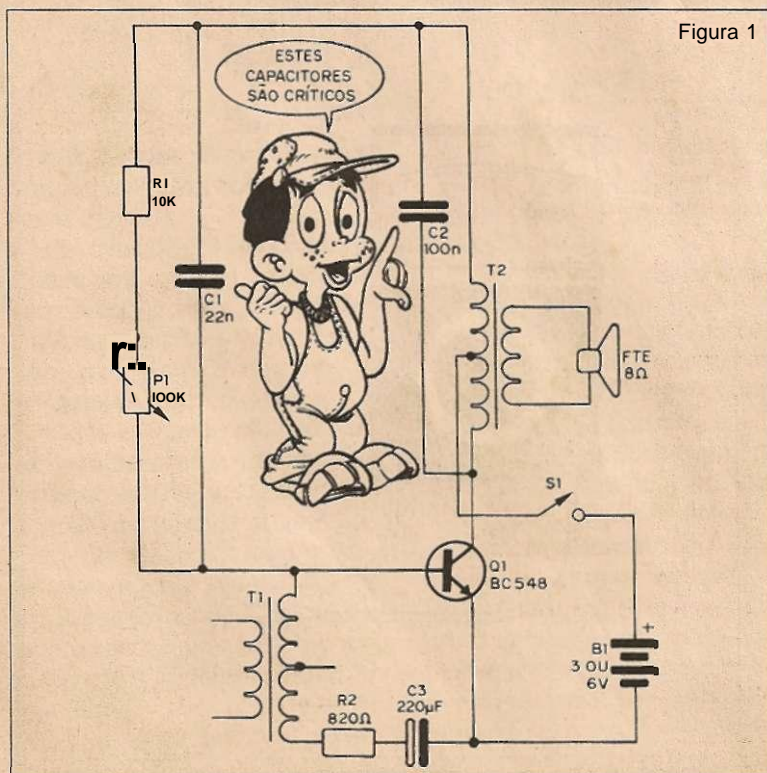 Figura 1
ESTES
CAPACITORES
SÃO CRÍTICOS
R1
10K
C1
22n
C2
100n
T2
FTE
8Ω
P1
100K
S1
Q1
BC548
T1
B1
3 OU
6V
+
R2
820Ω
C3
220µF